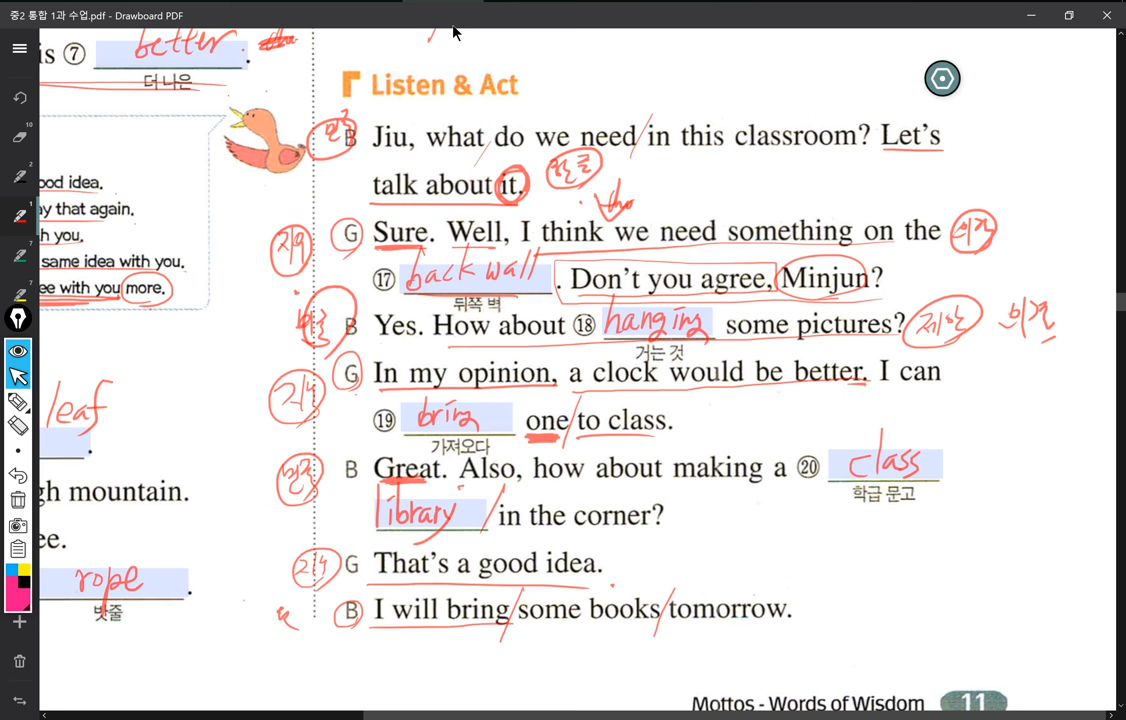 중2 통합 1과 수업.pdf - Drawboard PDF
is ⑦ better.
더 나은
ood idea.
ay that again.
h you.
same idea with you.
ee with you more.
leaf
.
gh mountain.
ee.
rope.
밧줄
Listen & Act
B Jiu, what do we need in this classroom? Let's
talk about it.
G Sure. Well, I think we need something on the
⑰ back wall. Don't you agree, Minjun?
뒤쪽 벽
B Yes. How about ⑱ hanging some pictures? 제안 의견
거는 것
G In my opinion, a clock would be better. I can
⑲ bring one to class.
가져오다
B Great. Also, how about making a ⑳ class
학급 문고
library in the corner?
G That's a good idea.
B I will bring some books tomorrow.
Mottos - Words of Wisdom 11